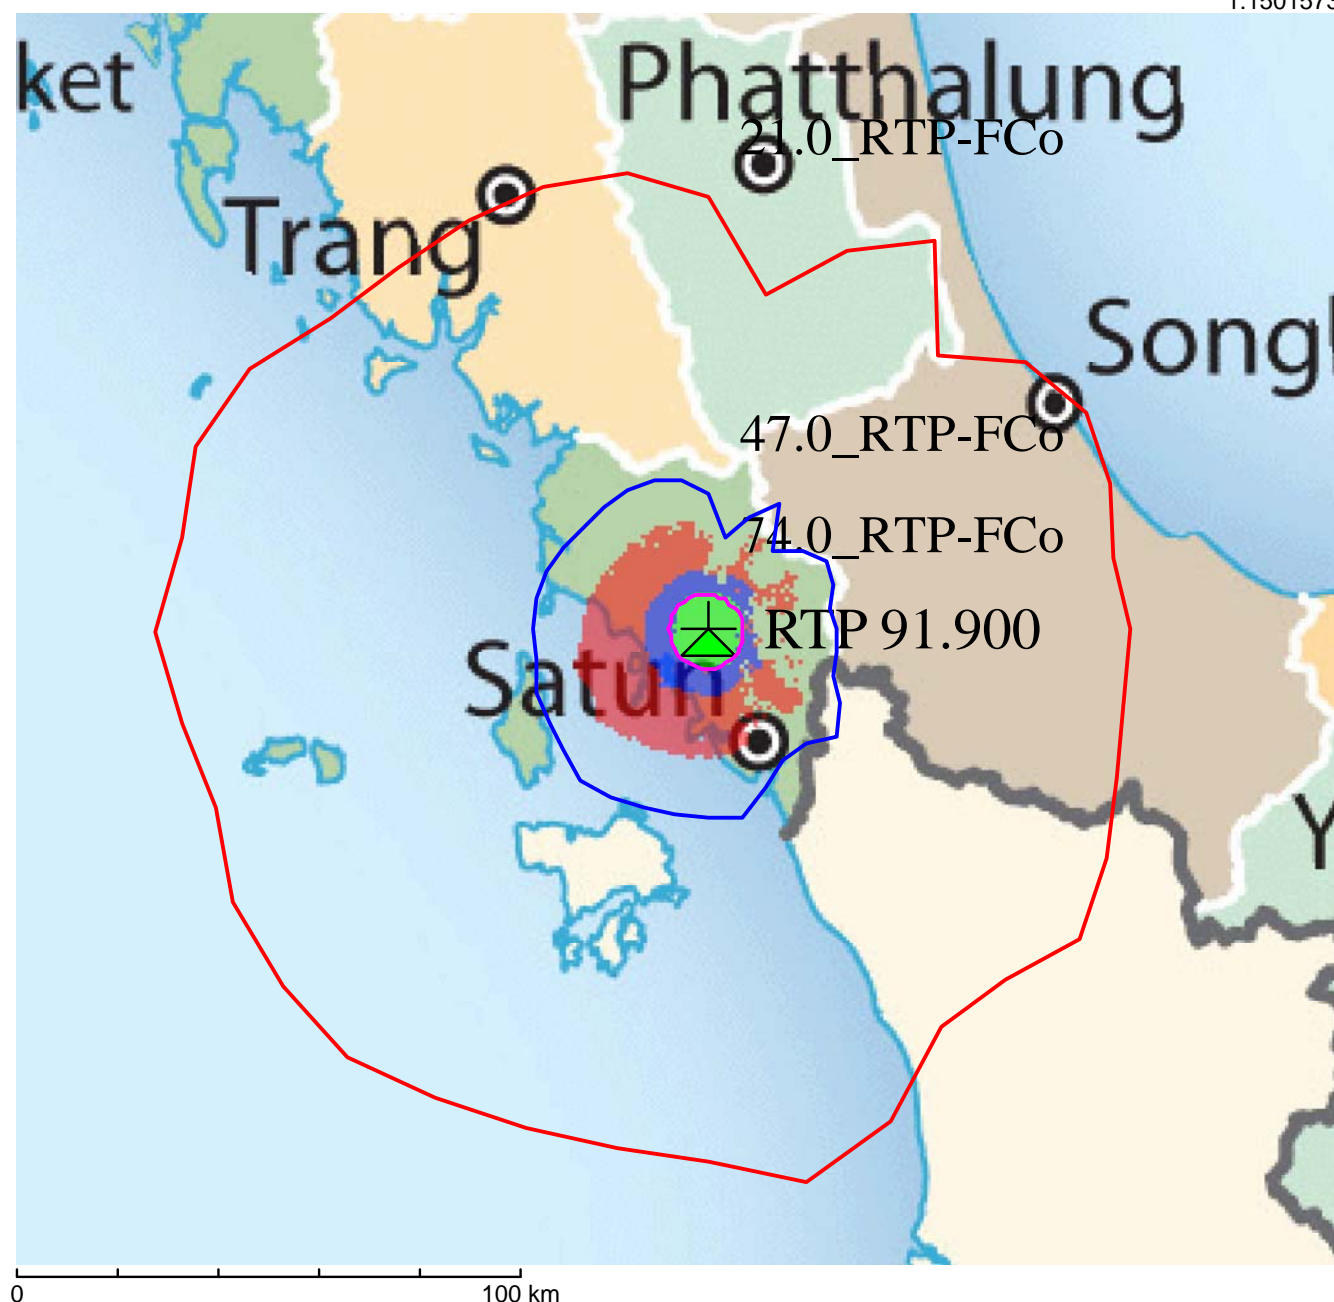 ket
Phatthalung
21.0_RTP-FCo
Trang
Song
47.0_RTP-FCo
74.0_RTP-FCo
RTP 91.900
Satun
Y
0
100 km